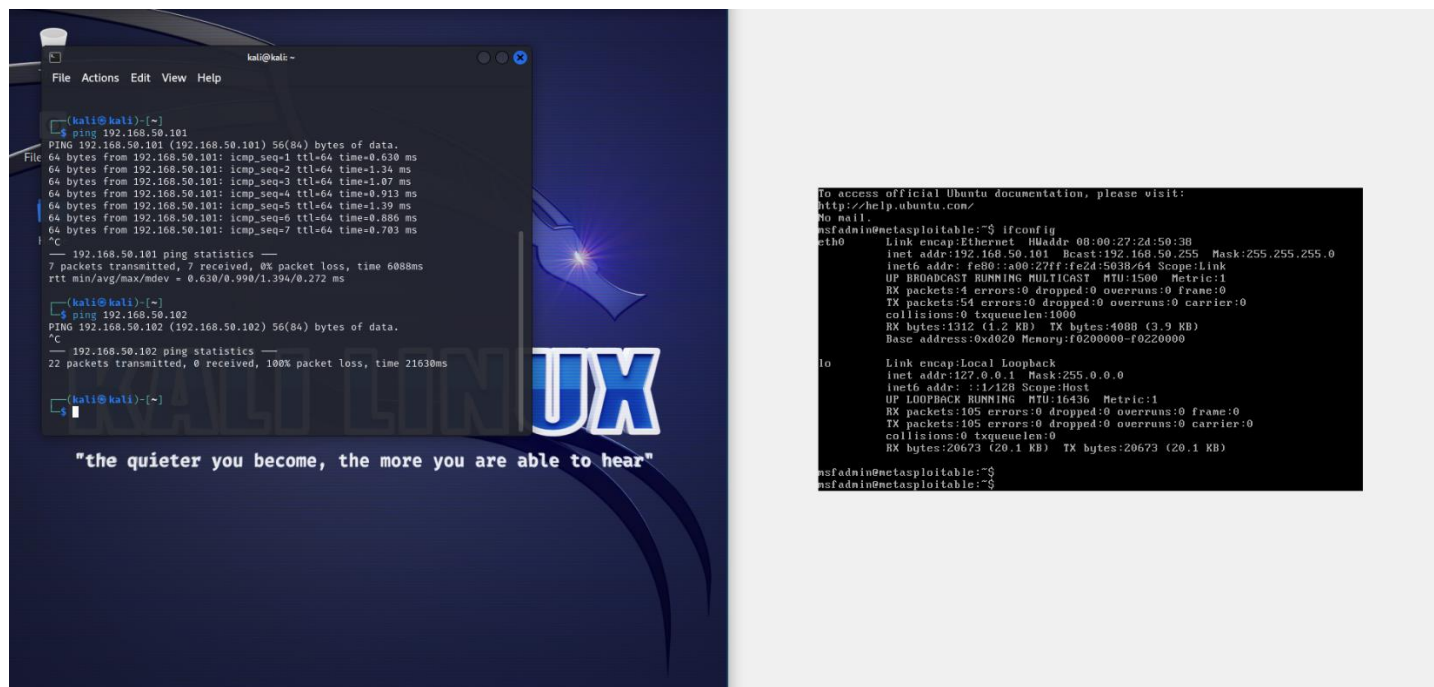 kali@kali: ~
File Actions Edit View Help
┌──(kali㉿kali)-[~]
└─$ ping 192.168.50.101
PING 192.168.50.101 (192.168.50.101) 56(84) bytes of data.
64 bytes from 192.168.50.101: icmp_seq=1 ttl=64 time=0.630 ms
64 bytes from 192.168.50.101: icmp_seq=2 ttl=64 time=1.34 ms
64 bytes from 192.168.50.101: icmp_seq=3 ttl=64 time=1.07 ms
64 bytes from 192.168.50.101: icmp_seq=4 ttl=64 time=0.913 ms
64 bytes from 192.168.50.101: icmp_seq=5 ttl=64 time=1.39 ms
64 bytes from 192.168.50.101: icmp_seq=6 ttl=64 time=0.886 ms
64 bytes from 192.168.50.101: icmp_seq=7 ttl=64 time=0.703 ms
^C
── 192.168.50.101 ping statistics ──
7 packets transmitted, 7 received, 0% packet loss, time 6088ms
rtt min/avg/max/mdev = 0.630/0.990/1.394/0.272 ms
┌──(kali㉿kali)-[~]
└─$ ping 192.168.50.102
PING 192.168.50.102 (192.168.50.102) 56(84) bytes of data.
^C
── 192.168.50.102 ping statistics ──
22 packets transmitted, 0 received, 100% packet loss, time 21630ms
┌──(kali㉿kali)-[~]
└─$
File
KALI LINUX
"the quieter you become, the more you are able to hear"
To access official Ubuntu documentation, please visit:
http://help.ubuntu.com/
No mail.
msfadmin@metasploitable:~$ ifconfig
eth0 Link encap:Ethernet HWaddr 08:00:27:2d:50:38
inet addr:192.168.50.101 Bcast:192.168.50.255 Mask:255.255.255.0
inet6 addr: fe80::a00:27ff:fe2d:5038/64 Scope:Link
UP BROADCAST RUNNING MULTICAST MTU:1500 Metric:1
RX packets:4 errors:0 dropped:0 overruns:0 frame:0
TX packets:54 errors:0 dropped:0 overruns:0 carrier:0
collisions:0 txqueuelen:1000
RX bytes:1312 (1.2 KB) TX bytes:4088 (3.9 KB)
Base address:0xd020 Memory:f0200000-f0220000
lo Link encap:Local Loopback
inet addr:127.0.0.1 Mask:255.0.0.0
inet6 addr: ::1/128 Scope:Host
UP LOOPBACK RUNNING MTU:16436 Metric:1
RX packets:105 errors:0 dropped:0 overruns:0 frame:0
TX packets:105 errors:0 dropped:0 overruns:0 carrier:0
collisions:0 txqueuelen:0
RX bytes:20673 (20.1 KB) TX bytes:20673 (20.1 KB)
msfadmin@metasploitable:~$
msfadmin@metasploitable:~$